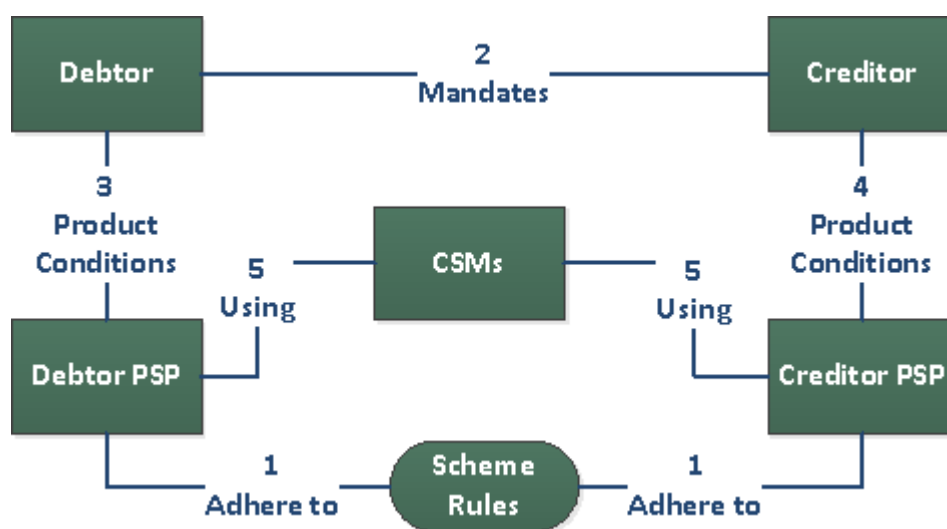 Debtor
2
Mandates
Creditor
3
Product
Conditions
4
Product
Conditions
CSMs
5
Using
5
Using
Debtor PSP
Creditor PSP
1
Adhere to
Scheme
Rules
1
Adhere to